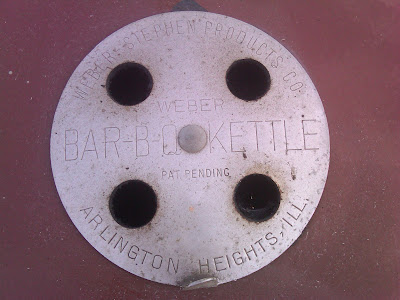 WEBER-STEPHEN PRODUCTS CO.
WEBER
BAR-B-Q KETTLE
PAT. PENDING
ARLINGTON HEIGHTS, ILL.